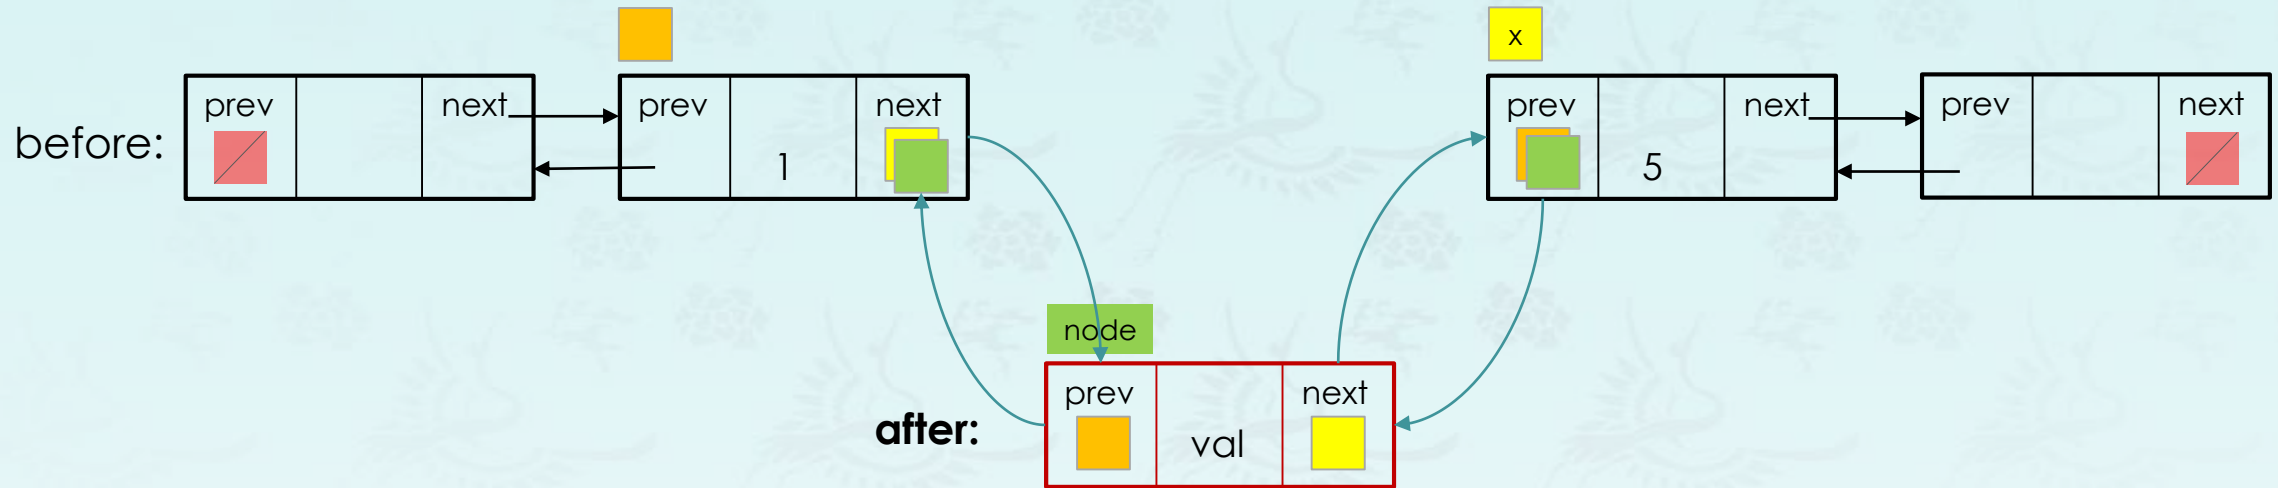 x
prev next prev next prev next prev next
before:
1 5
node
prev next
after:
val